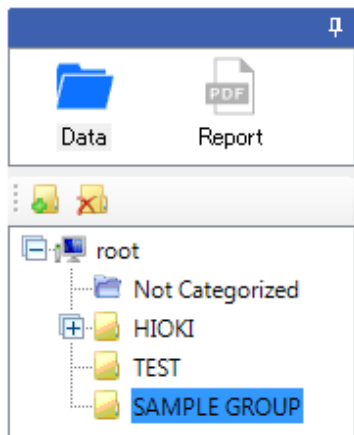 Data
PDF
Report
root
Not Categorized
HIOKI
TEST
SAMPLE GROUP